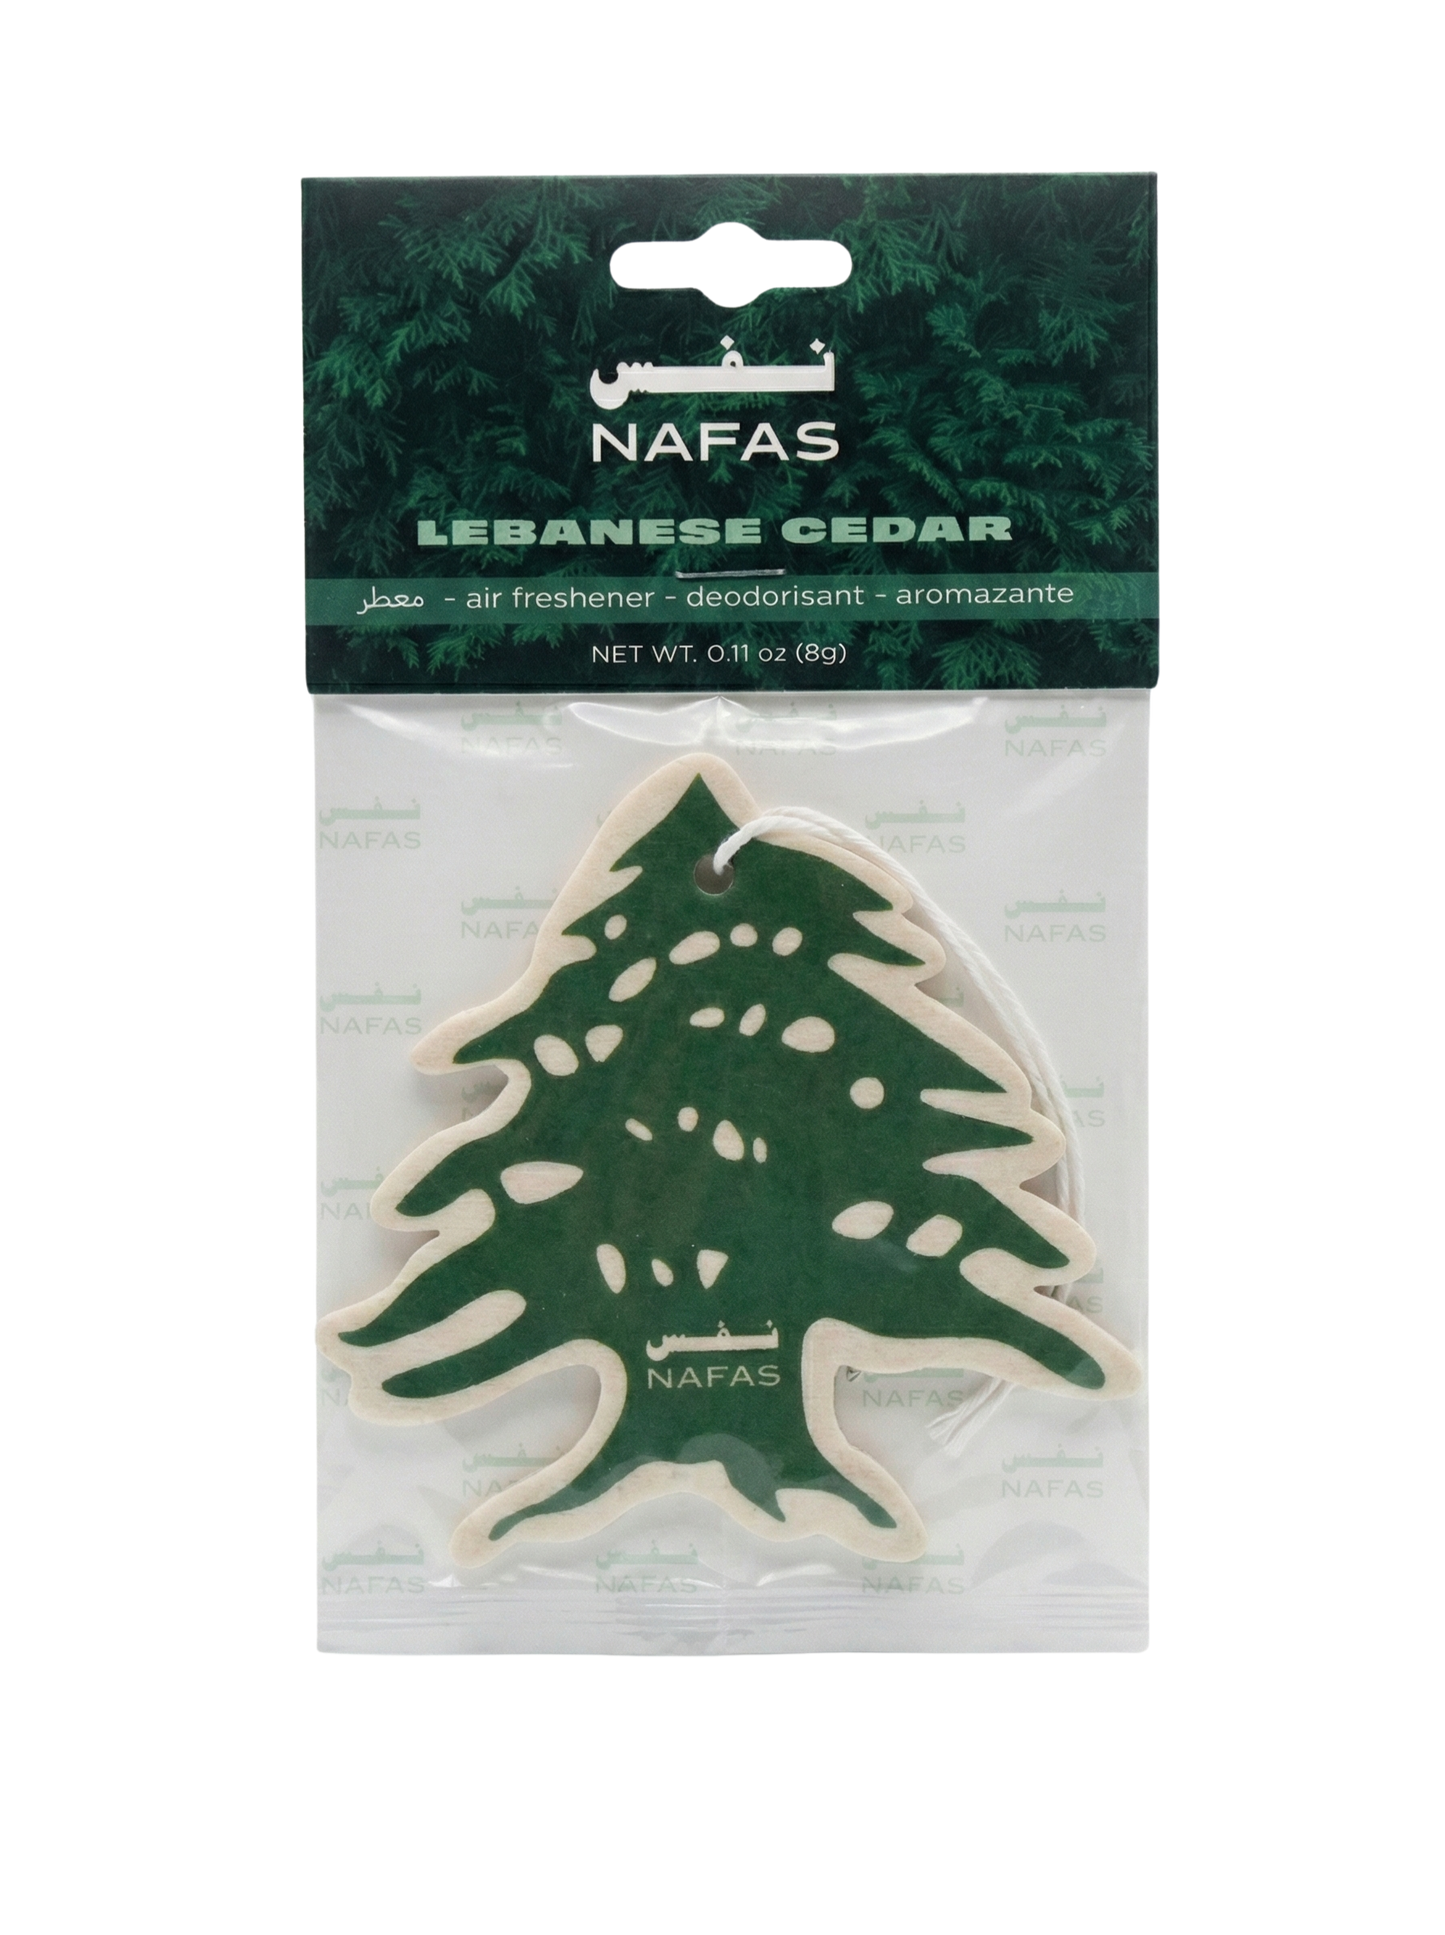 نفس
NAFAS
LEBANESE CEDAR
معطر - air freshener - deodorisant - aromazante
NET WT. 0.11 oz (8g)
نفس
NAFAS